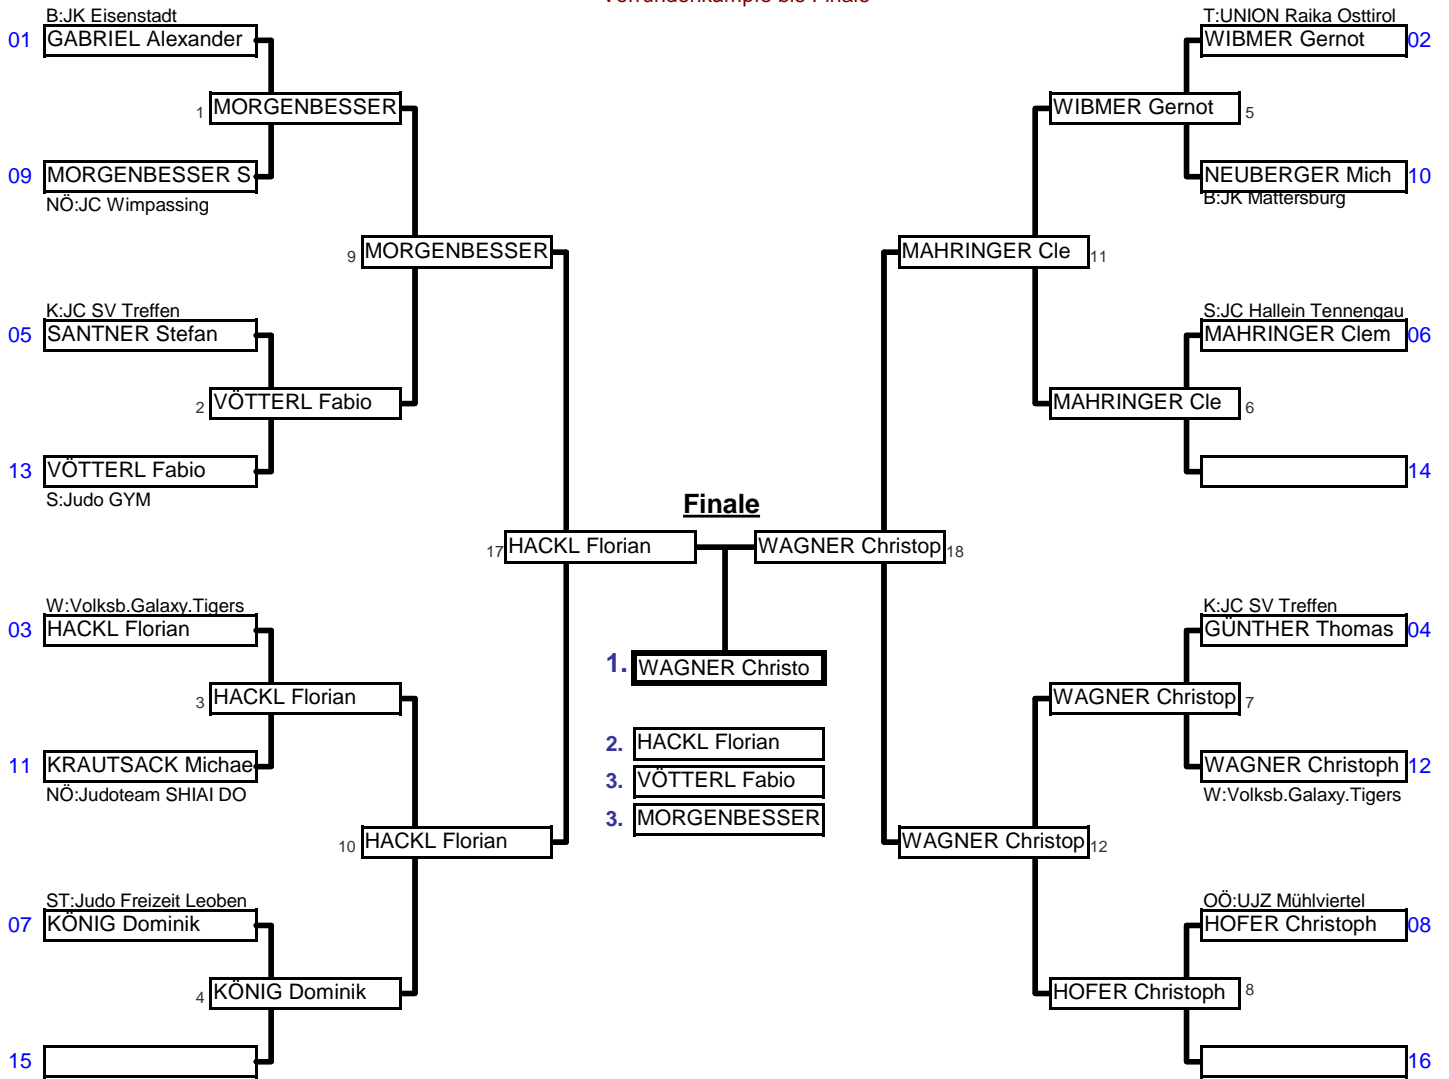 Vorrundenkämpfe bis Finale
B:JK Eisenstadt
01 GABRIEL Alexander
1 MORGENBESSER
09 MORGENBESSER S
NÖ:JC Wimpassing
9 MORGENBESSER
K:JC SV Treffen
05 SANTNER Stefan
2 VÖTTERL Fabio
13 VÖTTERL Fabio
S:Judo GYM
17 HACKL Florian
W:Volksb.Galaxy.Tigers
03 HACKL Florian
3 HACKL Florian
11 KRAUTSACK Michae
NÖ:Judoteam SHIAI DO
10 HACKL Florian
ST:Judo Freizeit Leoben
07 KÖNIG Dominik
4 KÖNIG Dominik
15
Finale
1. WAGNER Christo
2. HACKL Florian
3. VÖTTERL Fabio
3. MORGENBESSER
T:UNION Raika Osttirol
WIBMER Gernot 02
WIBMER Gernot 5
NEUBERGER Mich 10
B:JK Mattersburg
MAHRINGER Cle 11
S:JC Hallein Tennengau
MAHRINGER Clem 06
MAHRINGER Cle 6
14
WAGNER Christop 18
K:JC SV Treffen
GÜNTHER Thomas 04
WAGNER Christop 7
WAGNER Christoph 12
W:Volksb.Galaxy.Tigers
WAGNER Christop 12
OÖ:UJZ Mühlviertel
HOFER Christoph 08
HOFER Christoph 8
16